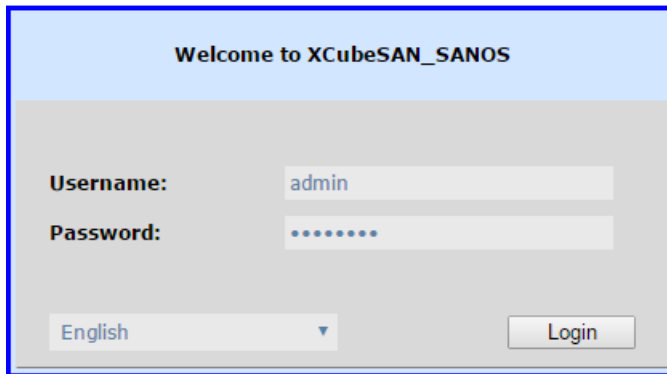 Welcome to XCubeSAN_SANOS
Username: admin
Password: ••••••••
English ▼ Login